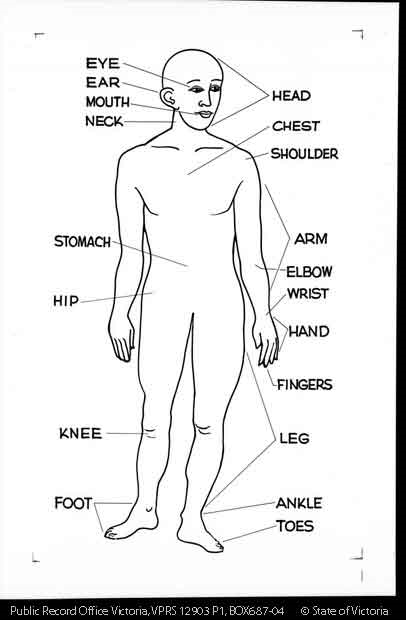 EYE
EAR
MOUTH
NECK
HEAD
CHEST
SHOULDER
STOMACH
ARM
ELBOW
HIP
WRIST
HAND
FINGERS
KNEE
LEG
FOOT
ANKLE
TOES
Public Record Office Victoria, VPRS 12903 P1, BOX687-04 © State of Victoria